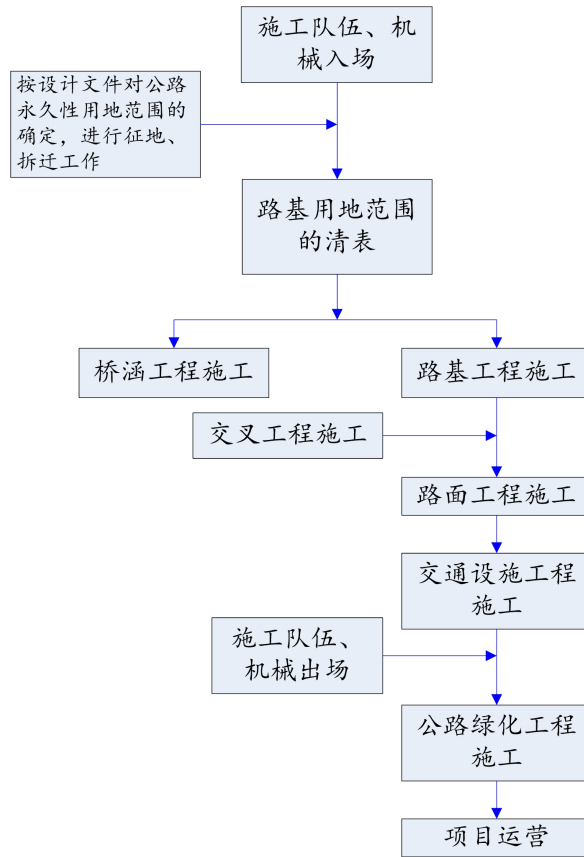 施工队伍、机
械入场
按设计文件对公路
永久性用地范围的
确定，进行征地、
拆迁工作
路基用地范围
的清表
桥涵工程施工
路基工程施工
交叉工程施工
路面工程施工
交通设施工程
施工
施工队伍、
机械出场
公路绿化工程
施工
项目运营